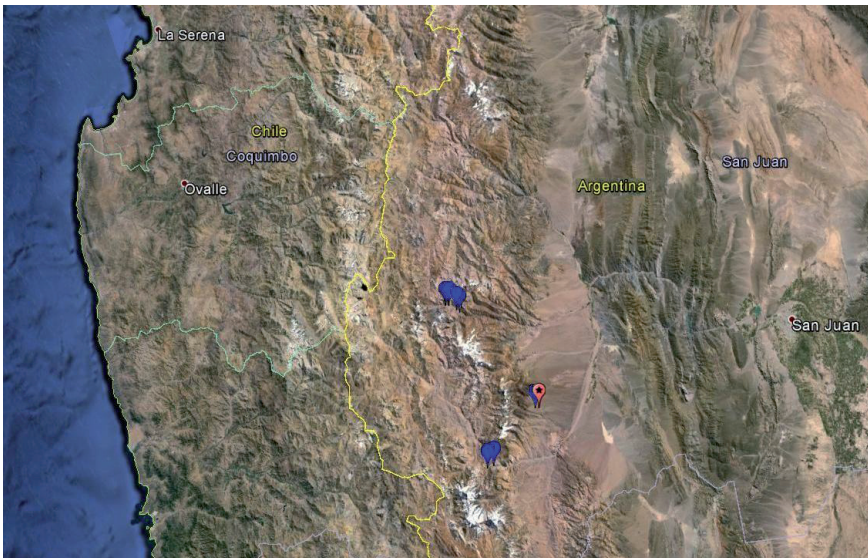 La Serena
Chile
Coquimbo
San Juan
Ovalle
Argentina
San Juan